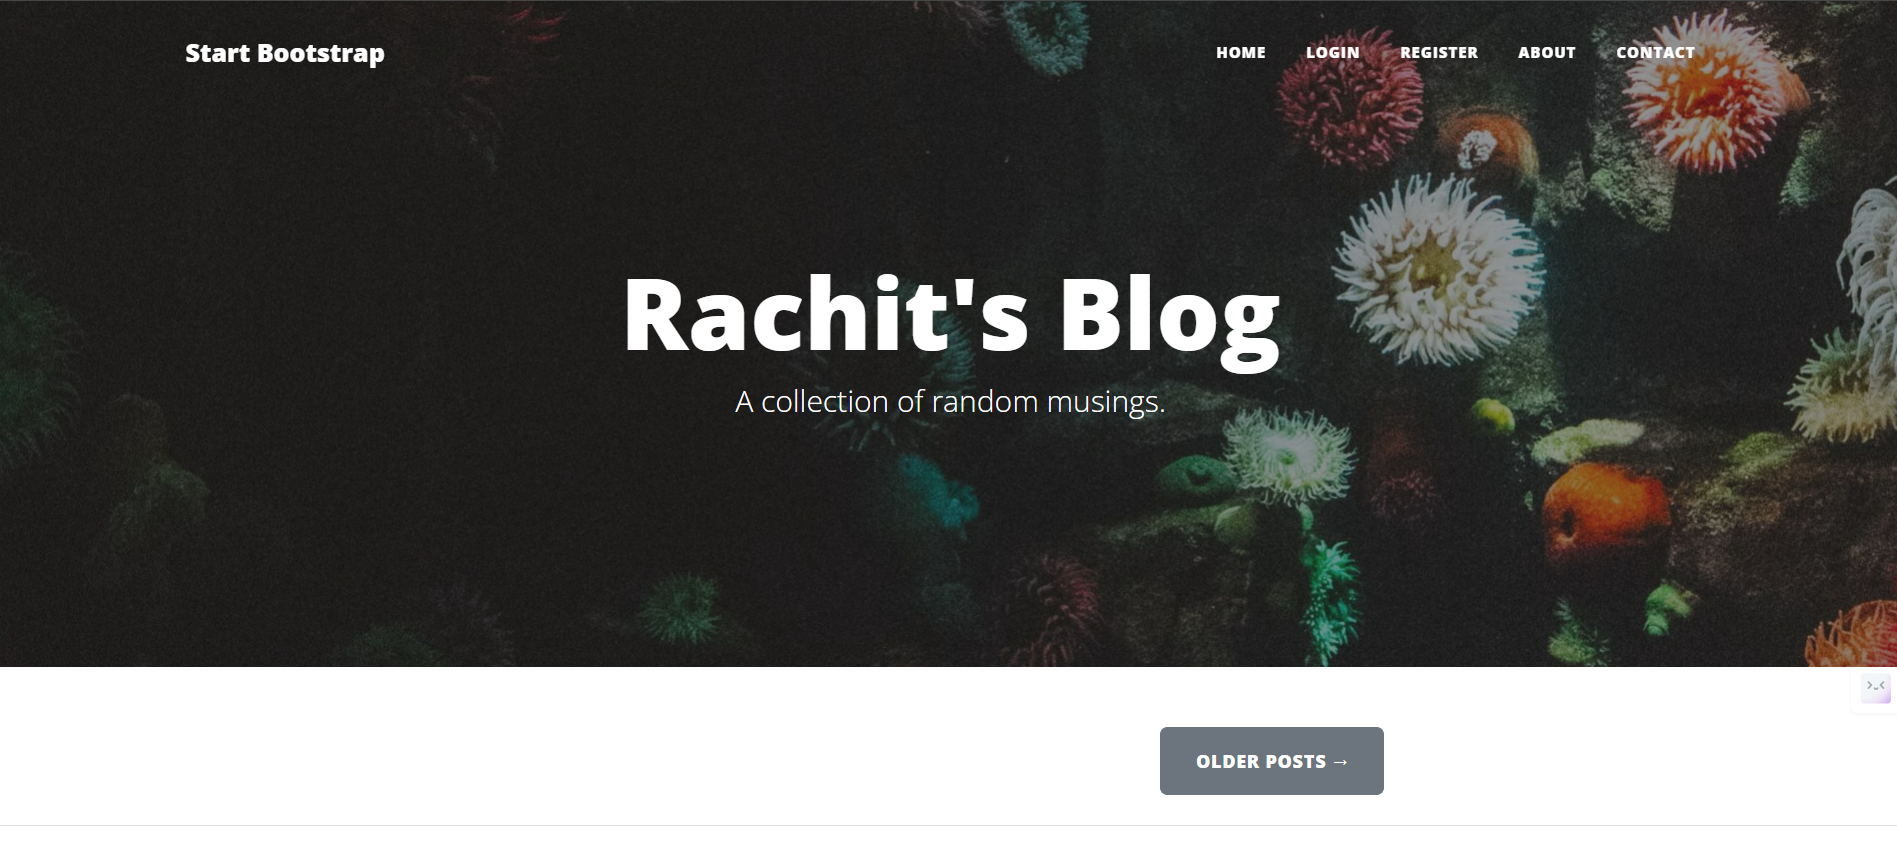 Start Bootstrap
HOME LOGIN REGISTER ABOUT CONTACT
Rachit's Blog
A collection of random musings.
OLDER POSTS →